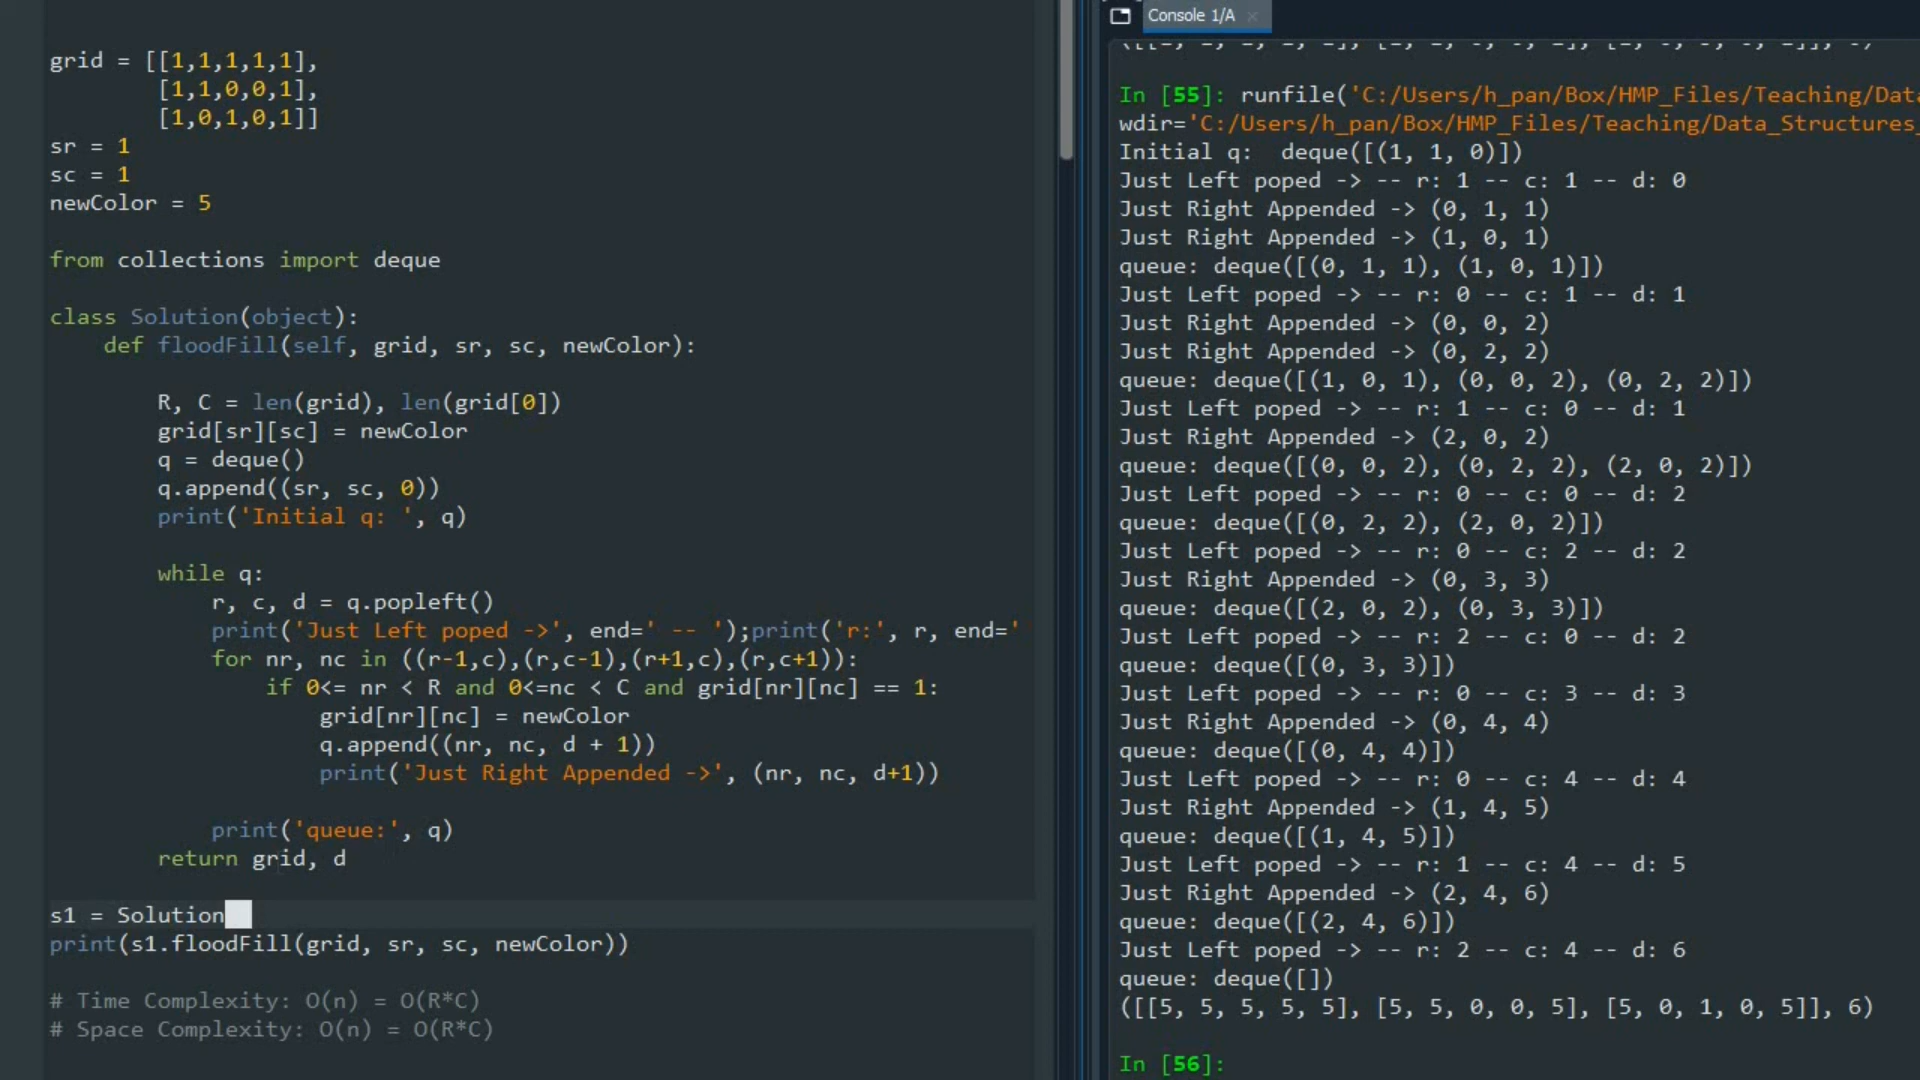 grid = [[1,1,1,1,1],
[1,1,0,0,1],
[1,0,1,0,1]]
sr = 1
sc = 1
newColor = 5
from collections import deque
class Solution(object):
def floodFill(self, grid, sr, sc, newColor):
R, C = len(grid), len(grid[0])
grid[sr][sc] = newColor
q = deque()
q.append((sr, sc, 0))
print('Initial q: ', q)
while q:
r, c, d = q.popleft()
print('Just Left poped ->', end=' -- ');print('r:', r, end='
for nr, nc in ((r-1,c),(r,c-1),(r+1,c),(r,c+1)):
if 0<= nr < R and 0<=nc < C and grid[nr][nc] == 1:
grid[nr][nc] = newColor
q.append((nr, nc, d + 1))
print('Just Right Appended ->', (nr, nc, d+1))
print('queue:', q)
return grid, d
s1 = Solution
print(s1.floodFill(grid, sr, sc, newColor))
# Time Complexity: O(n) = O(R*C)
# Space Complexity: O(n) = O(R*C)
Console 1/A
In [55]: runfile('C:/Users/h_pan/Box/HMP_Files/Teaching/Dat
wdir='C:/Users/h_pan/Box/HMP_Files/Teaching/Data_Structures_
Initial q:  deque([(1, 1, 0)])
Just Left poped -> -- r: 1 -- c: 1 -- d: 0
Just Right Appended -> (0, 1, 1)
Just Right Appended -> (1, 0, 1)
queue: deque([(0, 1, 1), (1, 0, 1)])
Just Left poped -> -- r: 0 -- c: 1 -- d: 1
Just Right Appended -> (0, 0, 2)
Just Right Appended -> (0, 2, 2)
queue: deque([(1, 0, 1), (0, 0, 2), (0, 2, 2)])
Just Left poped -> -- r: 1 -- c: 0 -- d: 1
Just Right Appended -> (2, 0, 2)
queue: deque([(0, 0, 2), (0, 2, 2), (2, 0, 2)])
Just Left poped -> -- r: 0 -- c: 0 -- d: 2
queue: deque([(0, 2, 2), (2, 0, 2)])
Just Left poped -> -- r: 0 -- c: 2 -- d: 2
Just Right Appended -> (0, 3, 3)
queue: deque([(2, 0, 2), (0, 3, 3)])
Just Left poped -> -- r: 2 -- c: 0 -- d: 2
queue: deque([(0, 3, 3)])
Just Left poped -> -- r: 0 -- c: 3 -- d: 3
Just Right Appended -> (0, 4, 4)
queue: deque([(0, 4, 4)])
Just Left poped -> -- r: 0 -- c: 4 -- d: 4
Just Right Appended -> (1, 4, 5)
queue: deque([(1, 4, 5)])
Just Left poped -> -- r: 1 -- c: 4 -- d: 5
Just Right Appended -> (2, 4, 6)
queue: deque([(2, 4, 6)])
Just Left poped -> -- r: 2 -- c: 4 -- d: 6
queue: deque([])
([[5, 5, 5, 5, 5], [5, 5, 0, 0, 5], [5, 0, 1, 0, 5]], 6)
In [56]: